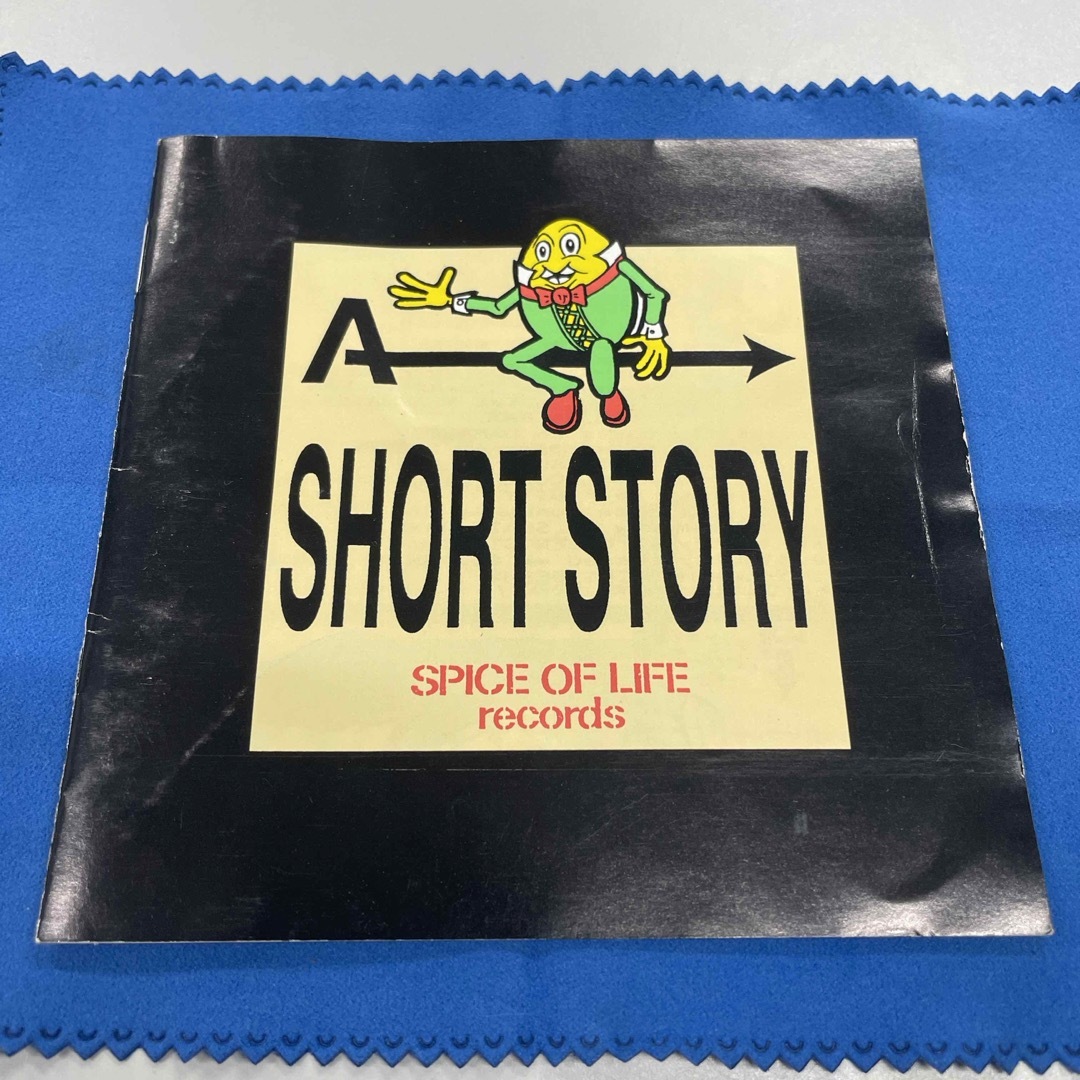 A
SHORT STORY
SPICE OF LIFE
records